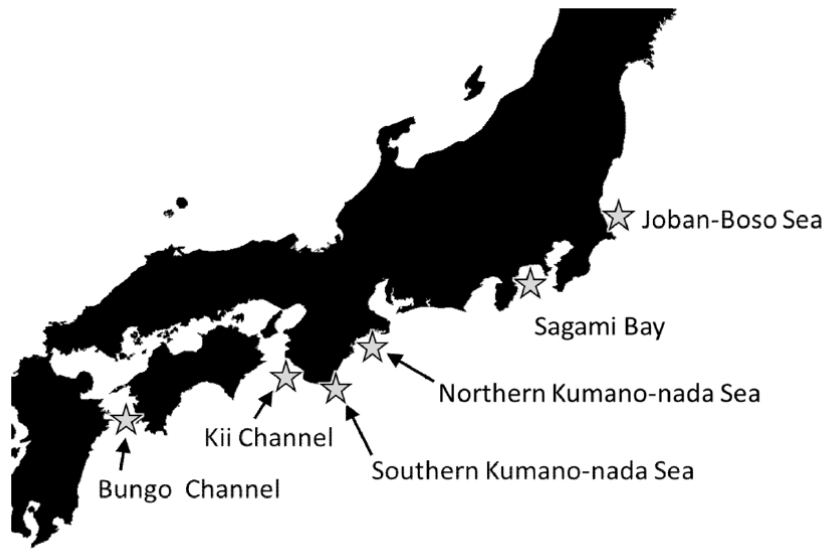 Joban-Boso Sea
Sagami Bay
Northern Kumano-nada Sea
Kii Channel
Southern Kumano-nada Sea
Bungo Channel